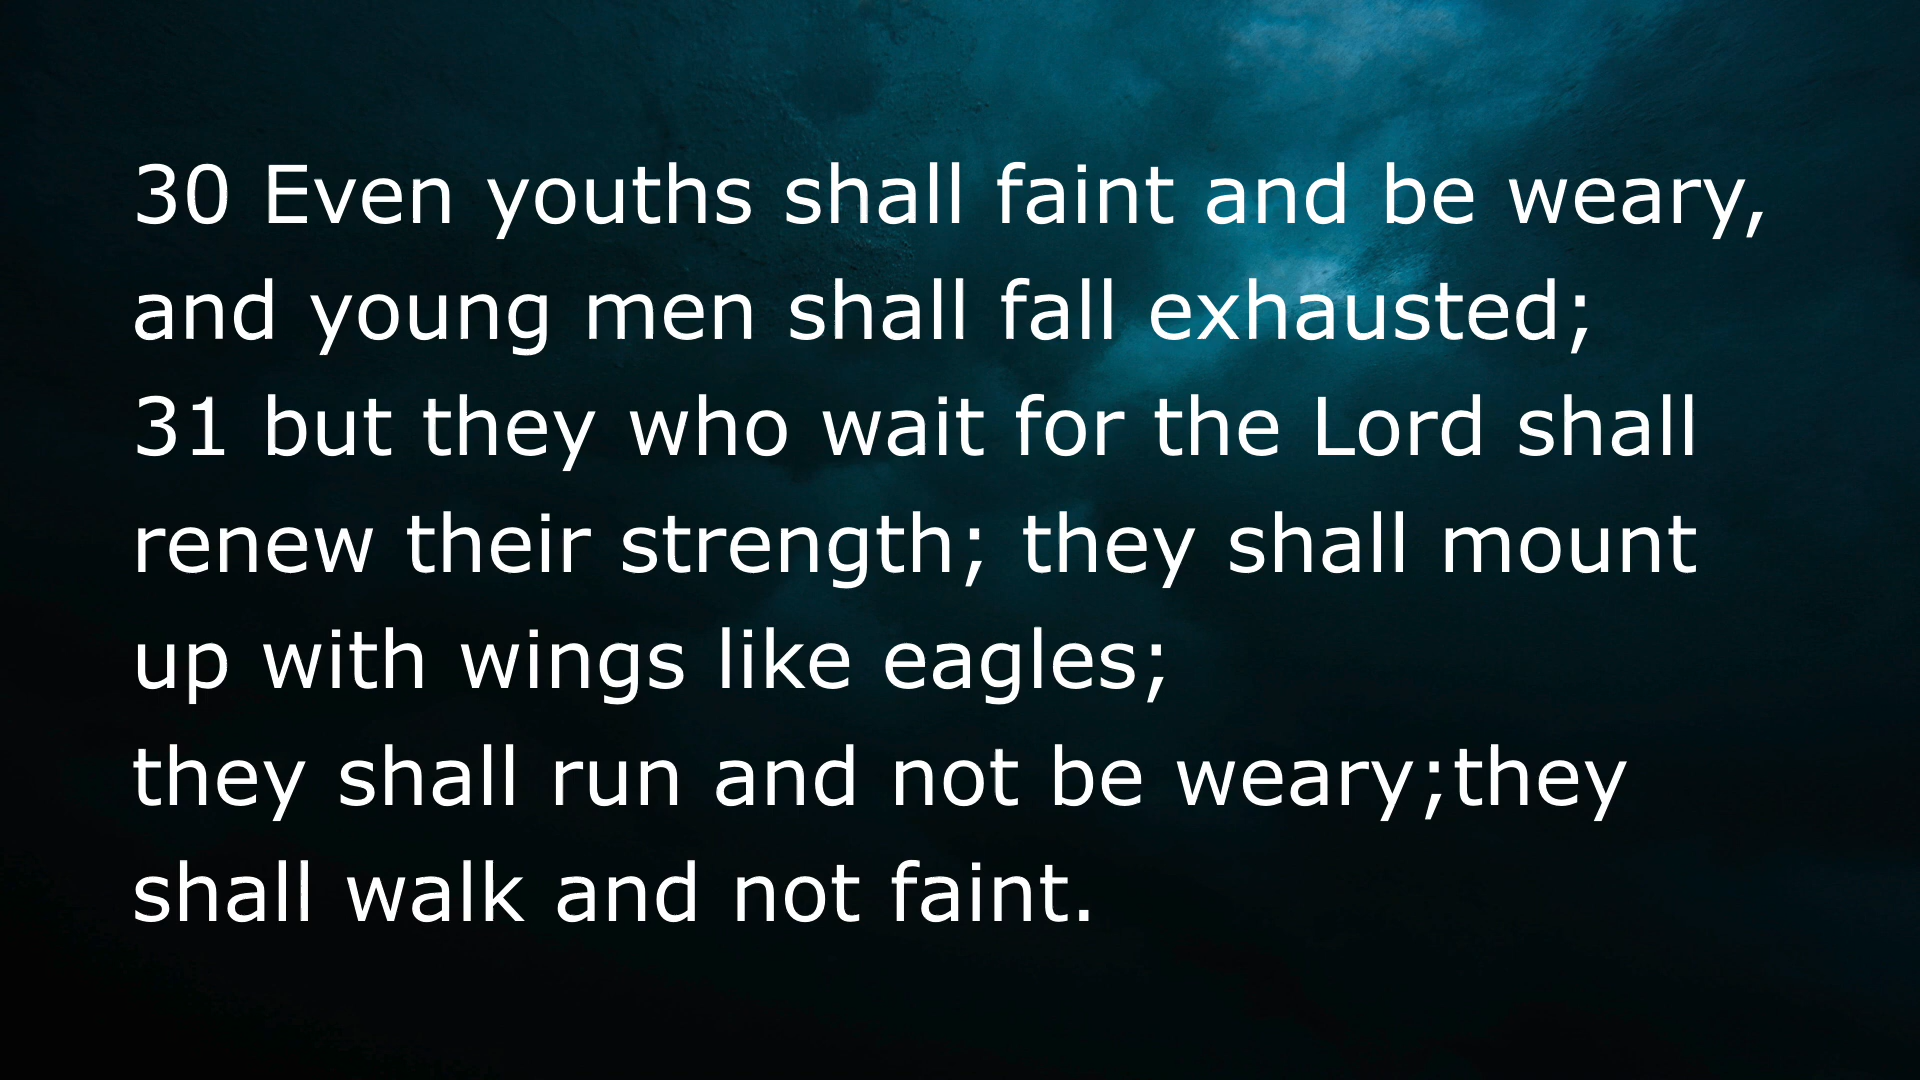 30 Even youths shall faint and be weary,
and young men shall fall exhausted;
31 but they who wait for the Lord shall
renew their strength; they shall mount
up with wings like eagles;
they shall run and not be weary;they
shall walk and not faint.